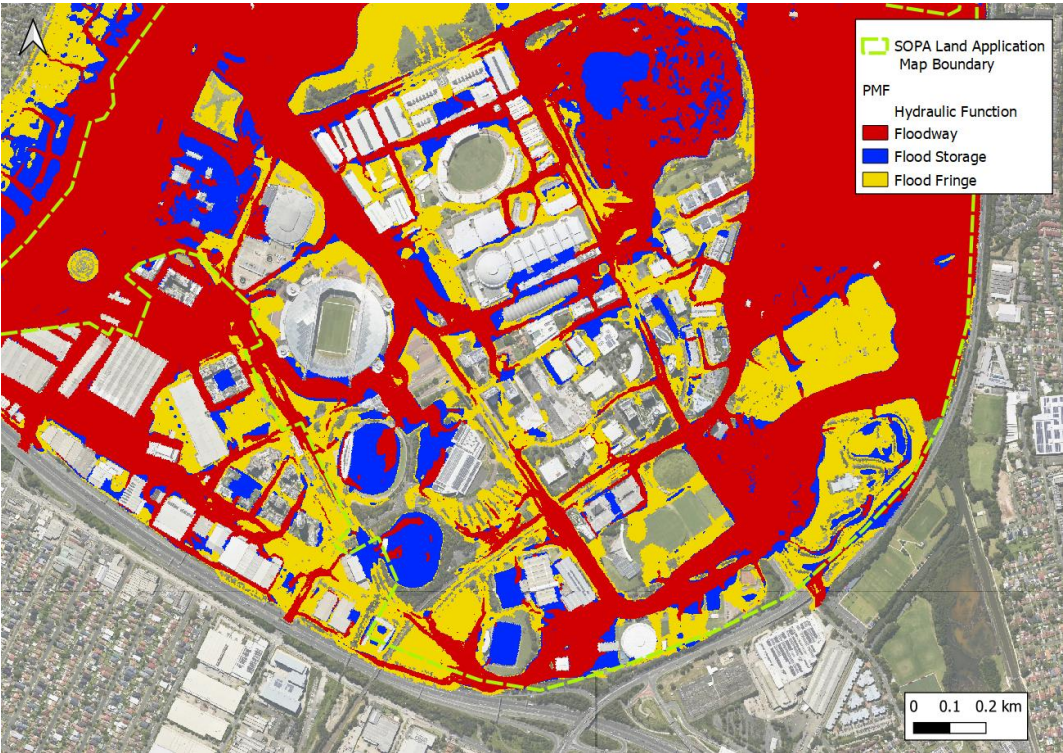 SOPA Land Application
Map Boundary
PMF
Hydraulic Function
Floodway
Flood Storage
Flood Fringe
0 0.1 0.2 km